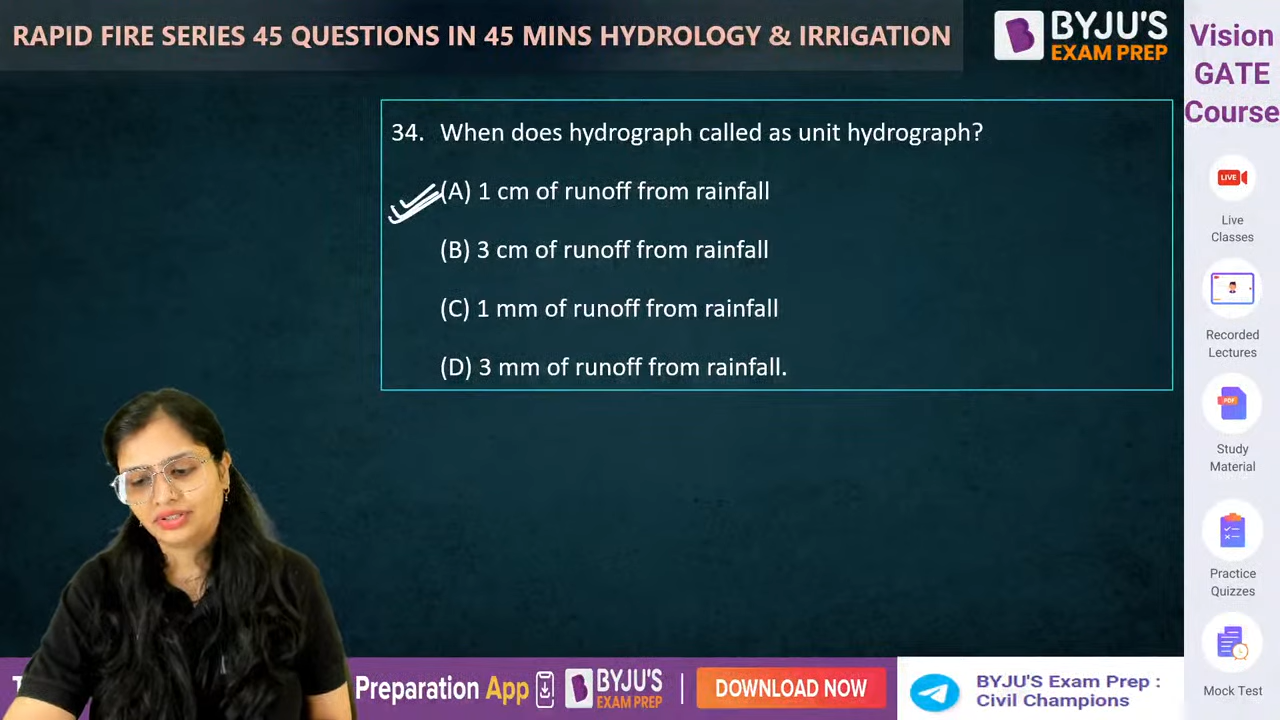 RAPID FIRE SERIES 45 QUESTIONS IN 45 MINS HYDROLOGY & IRRIGATION
BYJU'S
EXAM PREP
Vision
GATE
Course
34. When does hydrograph called as unit hydrograph?
(A) 1 cm of runoff from rainfall
(B) 3 cm of runoff from rainfall
(C) 1 mm of runoff from rainfall
(D) 3 mm of runoff from rainfall.
LIVE
Live
Classes
Recorded
Lectures
PDF
Study
Material
Practice
Quizzes
Mock Test
Preparation App
BYJU'S
EXAM PREP
DOWNLOAD NOW
BYJU'S Exam Prep :
Civil Champions